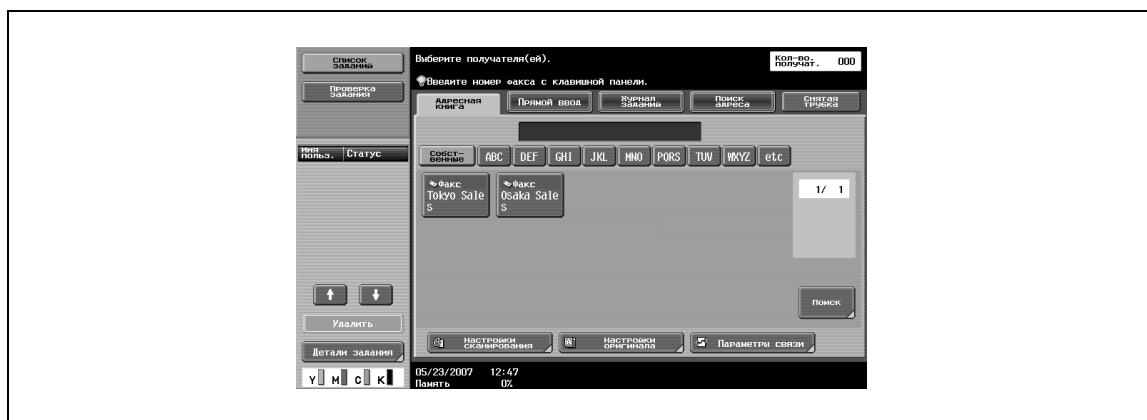 Список
заданий
Проверка
задания
Имя
польз.
Статус
Удалить
Детали задания
Y M C K
Выберите получателя(ей).
Кол-во.
получат. 000
Введите номер факса с клавишной панели.
Адресная
книга
Прямой ввод
Журнал
заданий
Поиск
адреса
Снятая
трубка
Собст-
венные
ABC DEF GHI JKL MNO PQRS TUV WXYZ etc
Факс
Tokyo Sale
s
Факс
Osaka Sale
s
1/ 1
Поиск
Настройки
сканирования
Настройки
оригинала
Параметры связи
05/23/2007 12:47
Память 0%